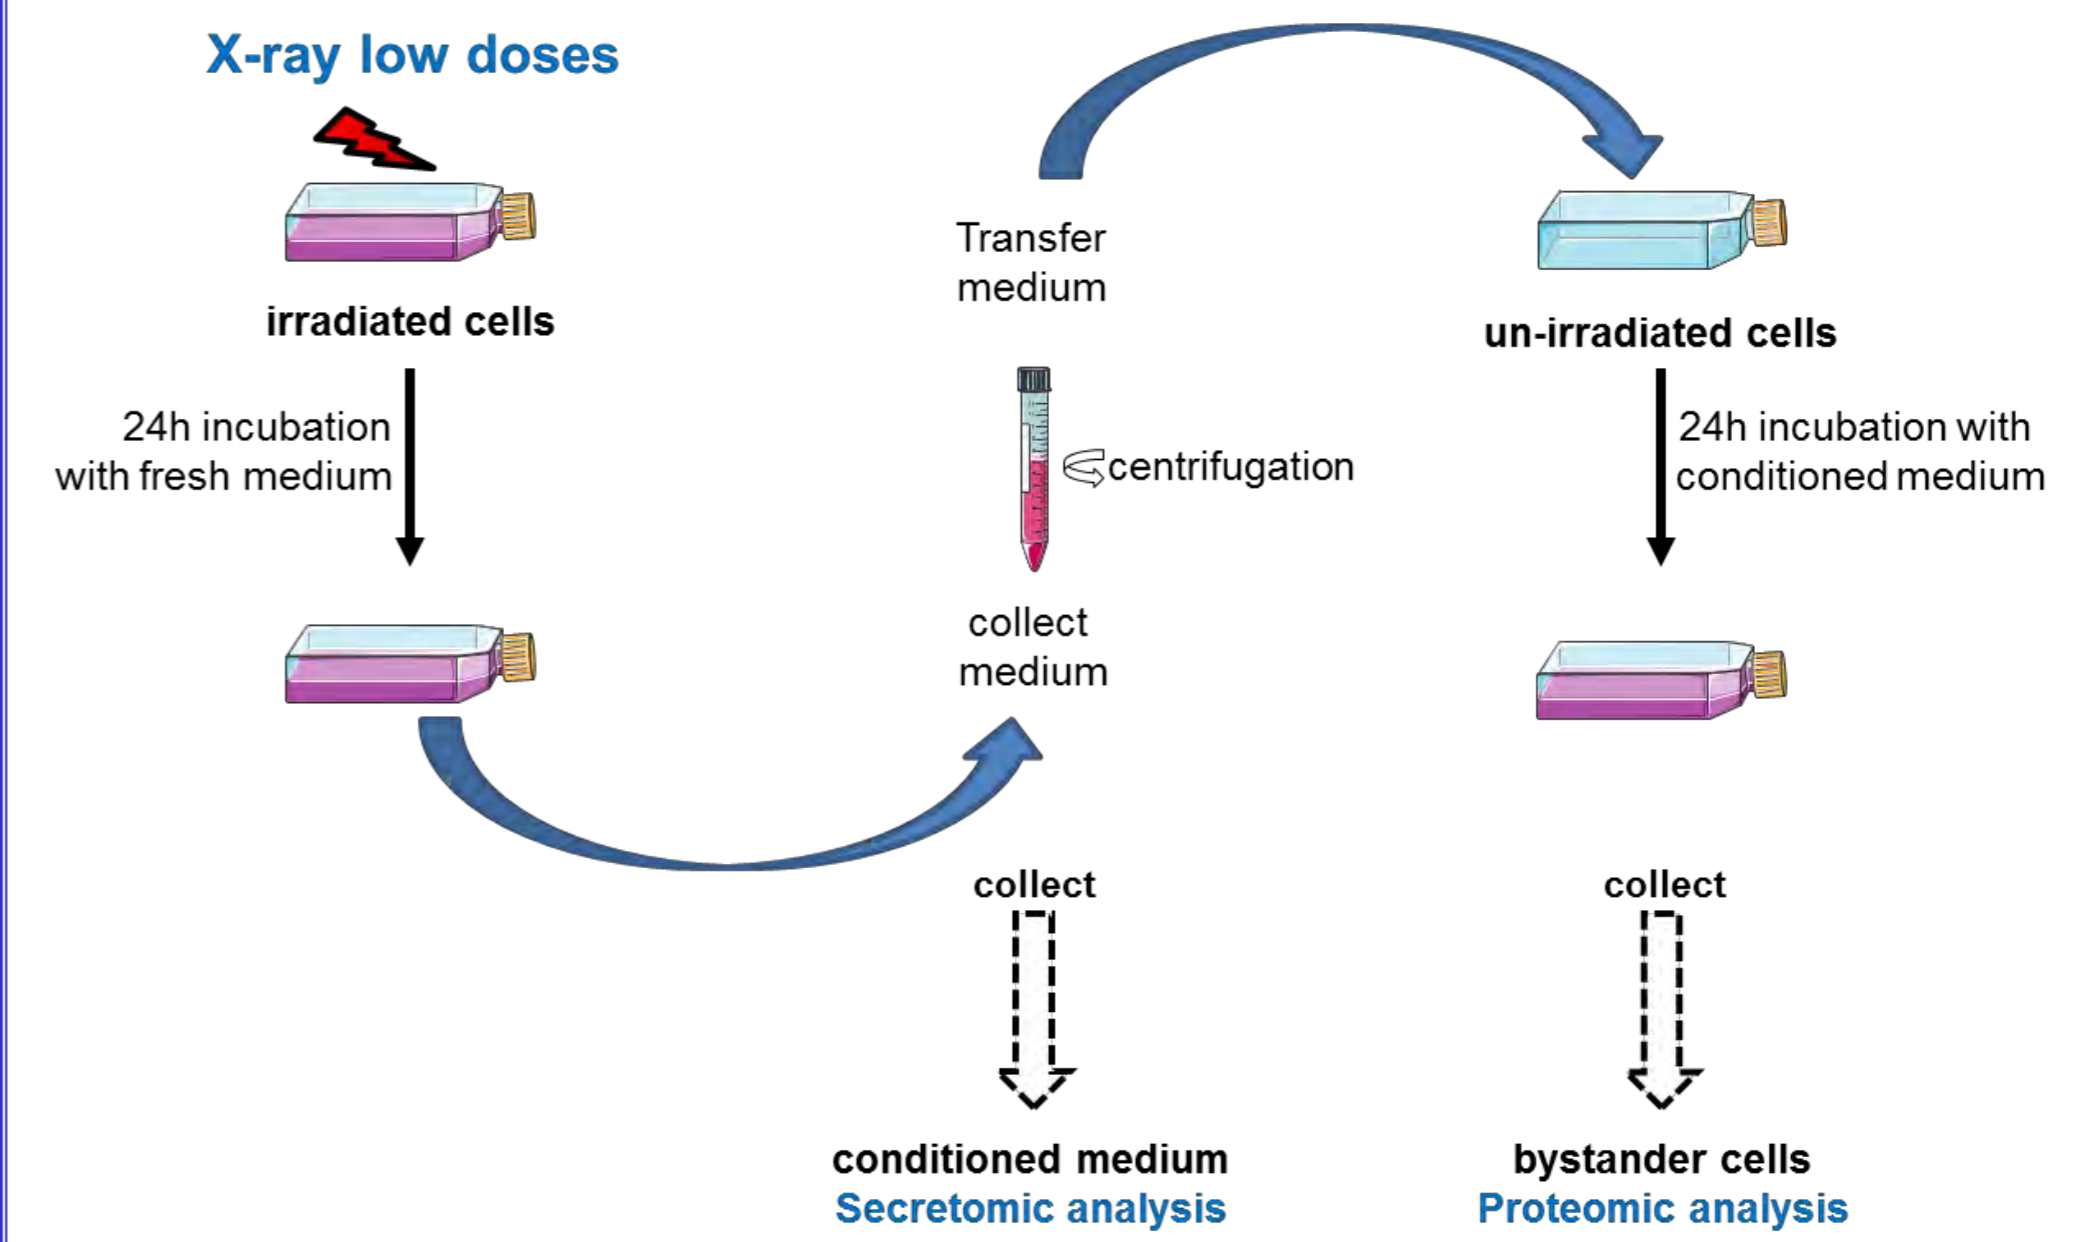 X-ray low doses
irradiated cells
24h incubation
with fresh medium
Transfer
medium
centrifugation
collect
medium
un-irradiated cells
24h incubation with
conditioned medium
collect
conditioned medium
Secretomic analysis
collect
bystander cells
Proteomic analysis